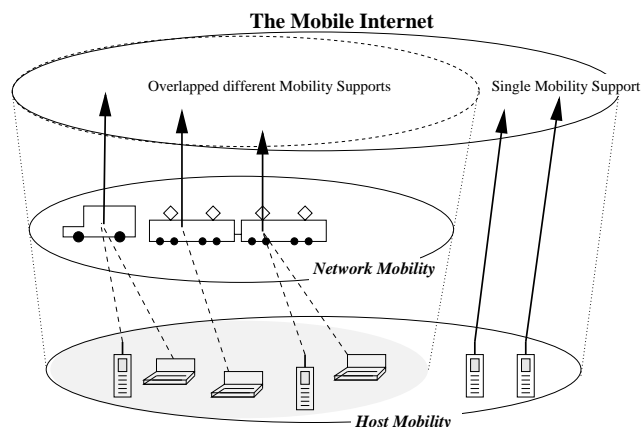 The Mobile Internet
Overlapped different Mobility Supports
Single Mobility Support
Network Mobility
Host Mobility